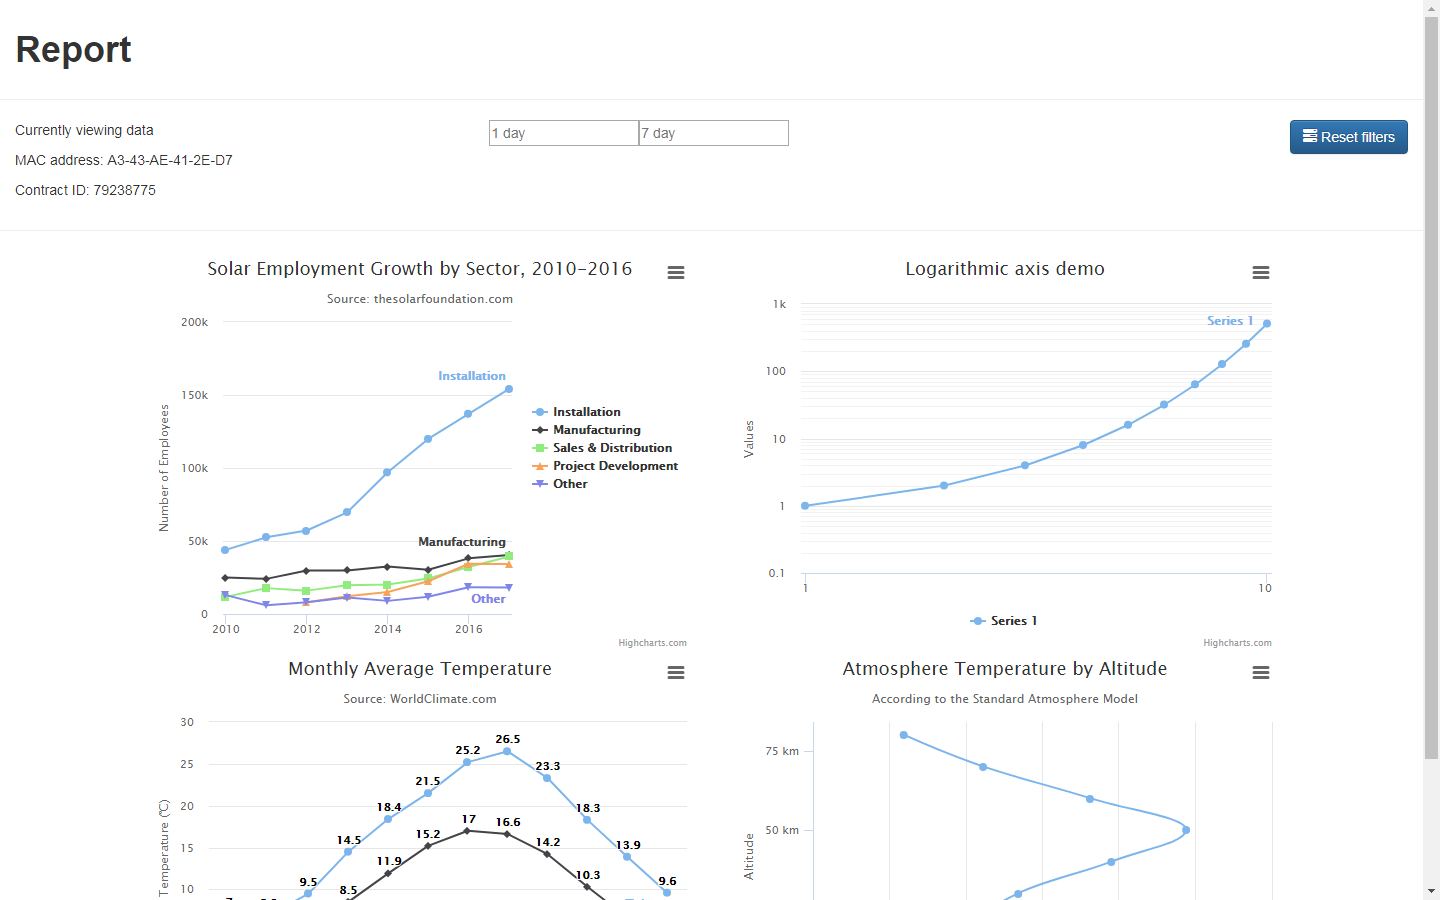 Report
Currently viewing data
MAC address: A3-43-AE-41-2E-D7
Contract ID: 79238775
1 day
7 day
Reset filters
Solar Employment Growth by Sector, 2010-2016
Source: thesolarfoundation.com
Number of Employees
200k
150k
100k
50k
0
2010
2012
2014
2016
Installation
Manufacturing
Other
Installation
Manufacturing
Sales & Distribution
Project Development
Other
Highcharts.com
Logarithmic axis demo
Values
1k
100
10
1
0.1
1
10
Series 1
Series 1
Highcharts.com
Monthly Average Temperature
Source: WorldClimate.com
Temperature (°C)
30
25
20
15
10
9.5
14.5
18.4
21.5
25.2
26.5
23.3
18.3
13.9
9.6
8.5
11.9
15.2
17
16.6
14.2
10.3
Atmosphere Temperature by Altitude
According to the Standard Atmosphere Model
Altitude
75 km
50 km